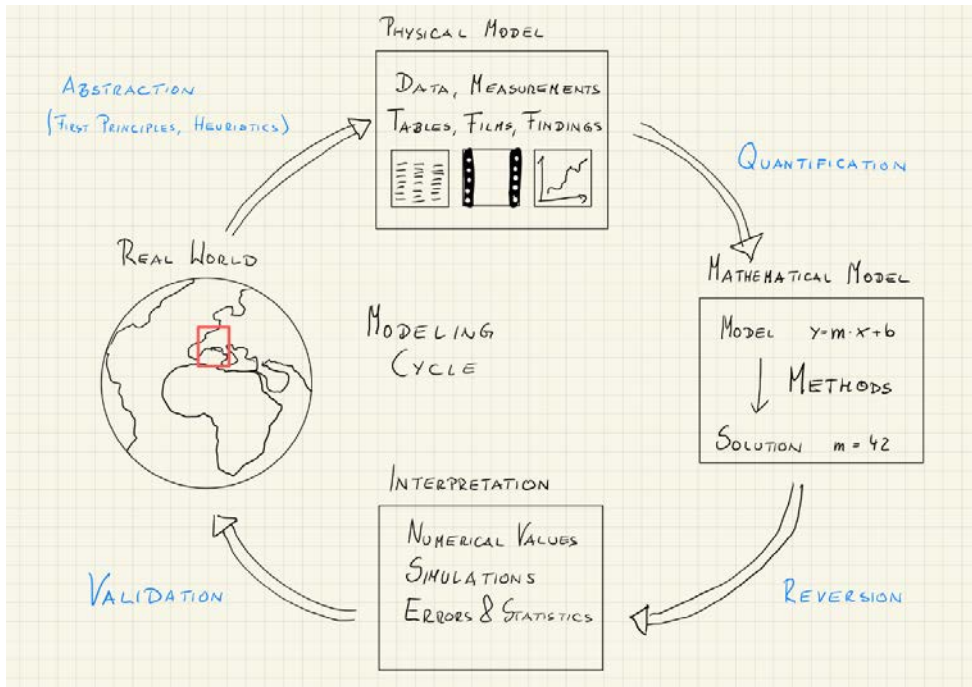 PHYSICAL MODEL
DATA, MEASUREMENTS
TABLES, FILMS, FINDINGS
ABSTRACTION
(FIRST PRINCIPLES, HEURISTICS)
QUANTIFICATION
REAL WORLD
MATHEMATICAL MODEL
MODEL y=m·x+b
METHODS
SOLUTION m = 42
MODELING
CYCLE
INTERPRETATION
NUMERICAL VALUES
SIMULATIONS
ERRORS & STATISTICS
VALIDATION
REVERSION